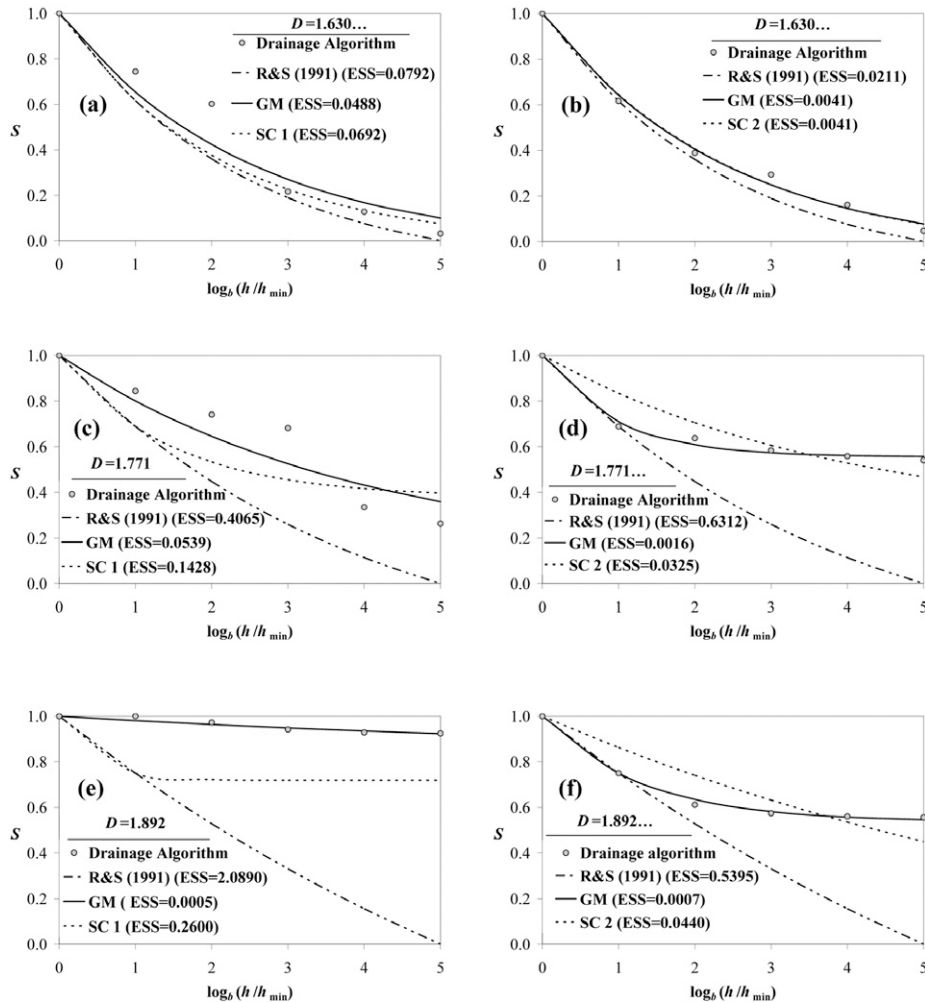 D=1.630...
Drainage Algorithm
R&S (1991) (ESS=0.0792)
GM (ESS=0.0488)
SC 1 (ESS=0.0692)
(a)
S
1.0
0.8
0.6
0.4
0.2
0.0
0 1 2 3 4 5
log_b (h/h_min)
D=1.630...
Drainage Algorithm
R&S (1991) (ESS=0.0211)
GM (ESS=0.0041)
SC 2 (ESS=0.0041)
(b)
S
1.0
0.8
0.6
0.4
0.2
0.0
0 1 2 3 4 5
log_b (h/h_min)
(c)
D=1.771
Drainage Algorithm
R&S (1991) (ESS=0.4065)
GM (ESS=0.0539)
SC 1 (ESS=0.1428)
S
1.0
0.8
0.6
0.4
0.2
0.0
0 1 2 3 4 5
log_b (h/h_min)
(d)
D=1.771...
Drainage Algorithm
R&S (1991) (ESS=0.6312)
GM (ESS=0.0016)
SC 2 (ESS=0.0325)
S
1.0
0.8
0.6
0.4
0.2
0.0
0 1 2 3 4 5
log_b (h/h_min)
(e)
D=1.892
Drainage Algorithm
R&S (1991) (ESS=2.0890)
GM ( ESS=0.0005)
SC 1 (ESS=0.2600)
S
1.0
0.8
0.6
0.4
0.2
0.0
0 1 2 3 4 5
log_b (h/h_min)
(f)
D=1.892...
Drainage algorithm
R&S (1991) (ESS=0.5395)
GM (ESS=0.0007)
SC 2 (ESS=0.0440)
S
1.0
0.8
0.6
0.4
0.2
0.0
0 1 2 3 4 5
log_b (h/h_min)